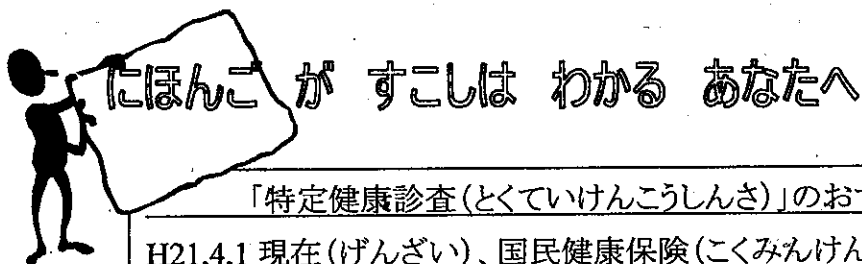 にほんご が すこしは わかる あなたへ
「特定健康診査(とくていけんこうしんさ)」のお
H21.4.1 現在(げんざい)、国民健康保険(こくみんけん